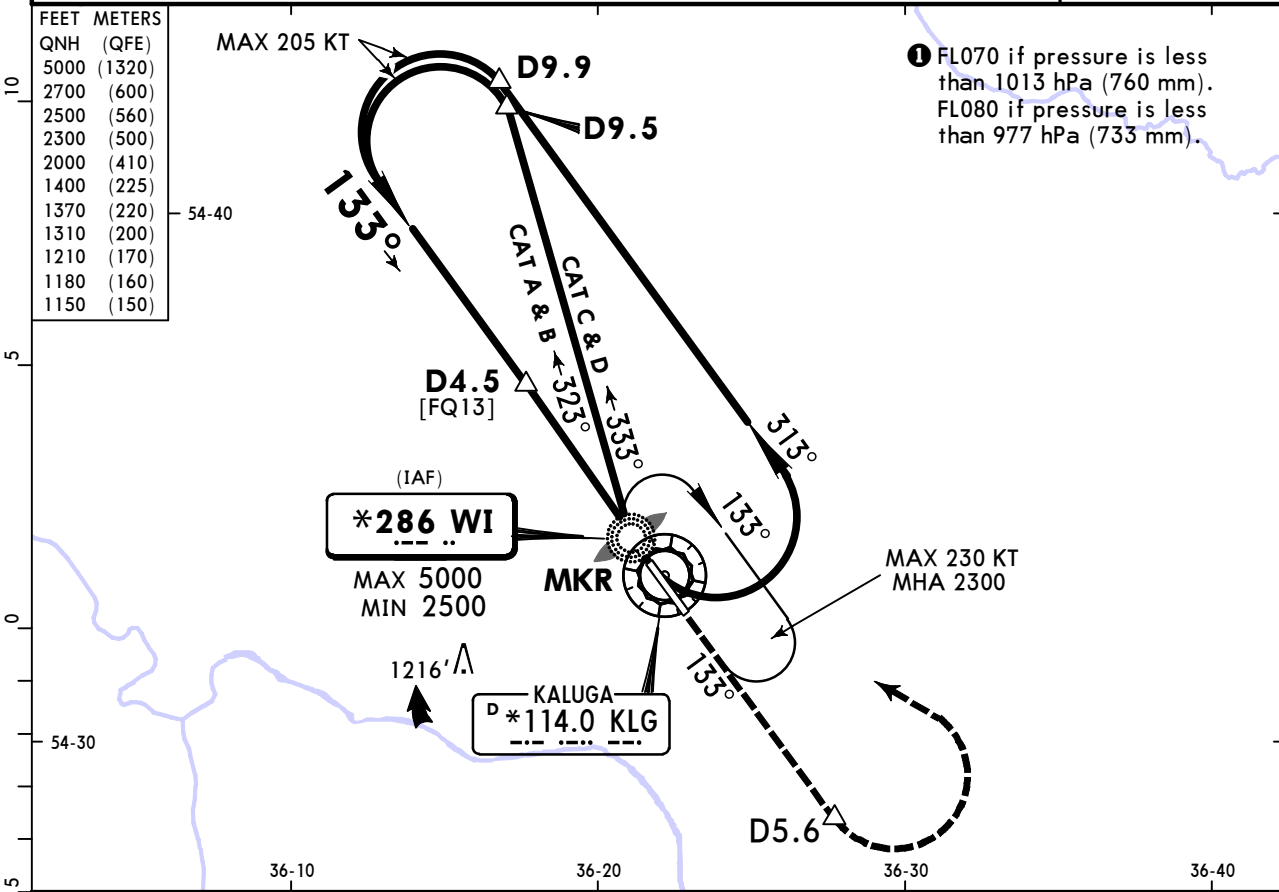 FEET METERS
QNH (QFE)
5000 (1320)
2700 (600)
2500 (560)
2300 (500)
2000 (410)
1400 (225)
1370 (220)
1310 (200)
1210 (170)
1180 (160)
1150 (150)
MAX 205 KT
D9.9
D9.5
❶ FL070 if pressure is less
than 1013 hPa (760 mm).
FL080 if pressure is less
than 977 hPa (733 mm).
10
54-40
133°
CAT A & B
323°
CAT C & D
333°
5
D4.5
[FQ13]
313°
(IAF)
*286 WI
MAX 5000
MIN 2500
MKR
133°
MAX 230 KT
MHA 2300
0
1216'
133°
KALUGA
D *114.0 KLG
54-30
D5.6
5
36-10
36-20
36-30
36-40